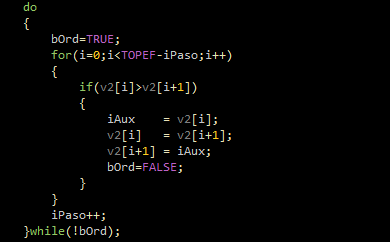 do
{
    bOrd=TRUE;
    for(i=0;i<TOPEF-iPaso;i++)
    {
        if(v2[i]>v2[i+1])
        {
            iAux    = v2[i];
            v2[i]   = v2[i+1];
            v2[i+1] = iAux;
            bOrd=FALSE;
        }
    }
    iPaso++;
}while(!bOrd);